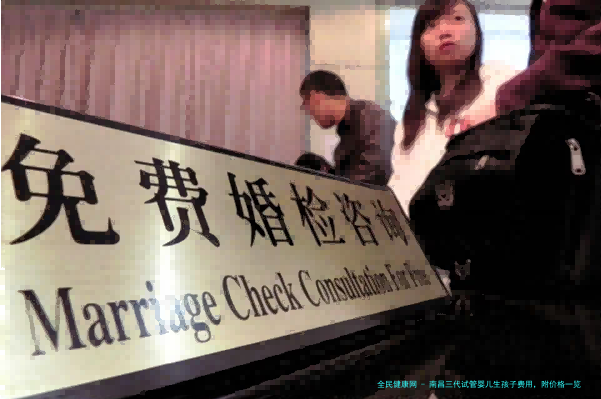 免费婚检咨询
Marriage Check Consultation For Free
全民健康网 - 南昌三代试管婴儿生孩子费用，附价格一览